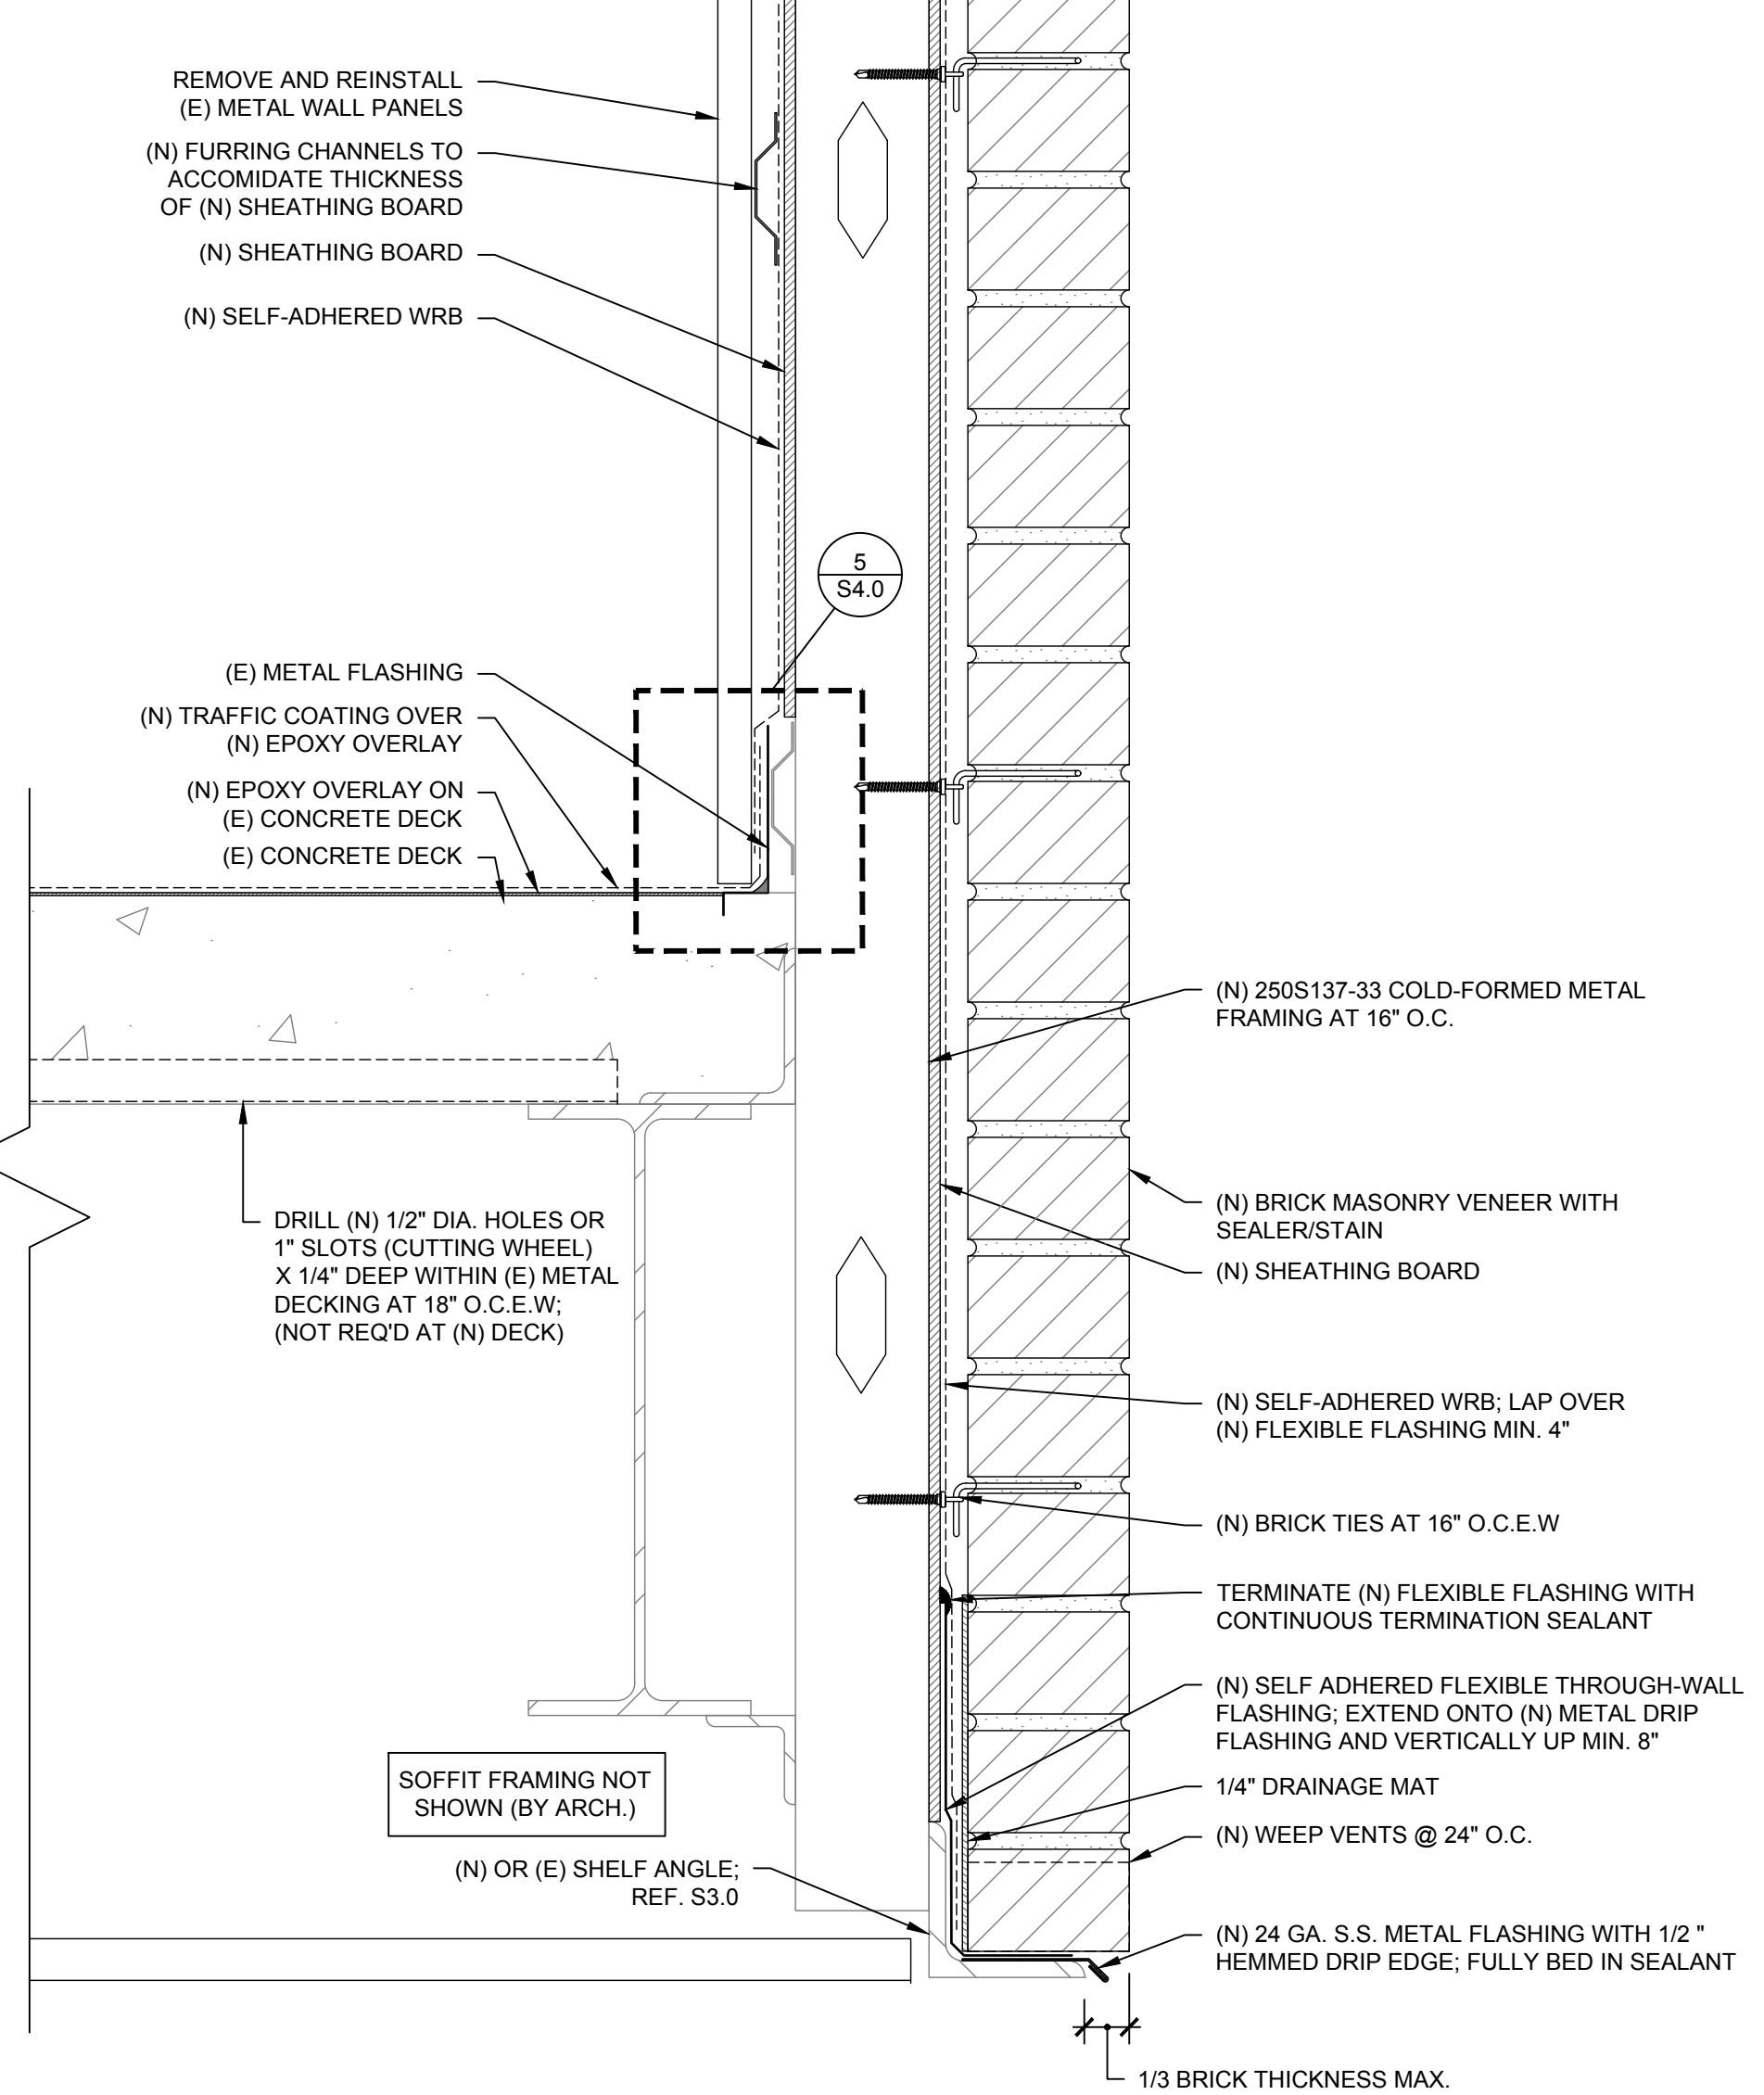 REMOVE AND REINSTALL
(E) METAL WALL PANELS
(N) FURRING CHANNELS TO
ACCOMIDATE THICKNESS
OF (N) SHEATHING BOARD
(N) SHEATHING BOARD
(N) SELF-ADHERED WRB
5
S4.0
(E) METAL FLASHING
(N) TRAFFIC COATING OVER
(N) EPOXY OVERLAY
(N) EPOXY OVERLAY ON
(E) CONCRETE DECK
(E) CONCRETE DECK
DRILL (N) 1/2" DIA. HOLES OR
1" SLOTS (CUTTING WHEEL)
X 1/4" DEEP WITHIN (E) METAL
DECKING AT 18" O.C.E.W;
(NOT REQ'D AT (N) DECK)
SOFFIT FRAMING NOT
SHOWN (BY ARCH.)
(N) OR (E) SHELF ANGLE;
REF. S3.0
(N) 250S137-33 COLD-FORMED METAL
FRAMING AT 16" O.C.
(N) BRICK MASONRY VENEER WITH
SEALER/STAIN
(N) SHEATHING BOARD
(N) SELF-ADHERED WRB; LAP OVER
(N) FLEXIBLE FLASHING MIN. 4"
(N) BRICK TIES AT 16" O.C.E.W
TERMINATE (N) FLEXIBLE FLASHING WITH
CONTINUOUS TERMINATION SEALANT
(N) SELF ADHERED FLEXIBLE THROUGH-WALL
FLASHING; EXTEND ONTO (N) METAL DRIP
FLASHING AND VERTICALLY UP MIN. 8"
1/4" DRAINAGE MAT
(N) WEEP VENTS @ 24" O.C.
(N) 24 GA. S.S. METAL FLASHING WITH 1/2 "
HEMMED DRIP EDGE; FULLY BED IN SEALANT
1/3 BRICK THICKNESS MAX.